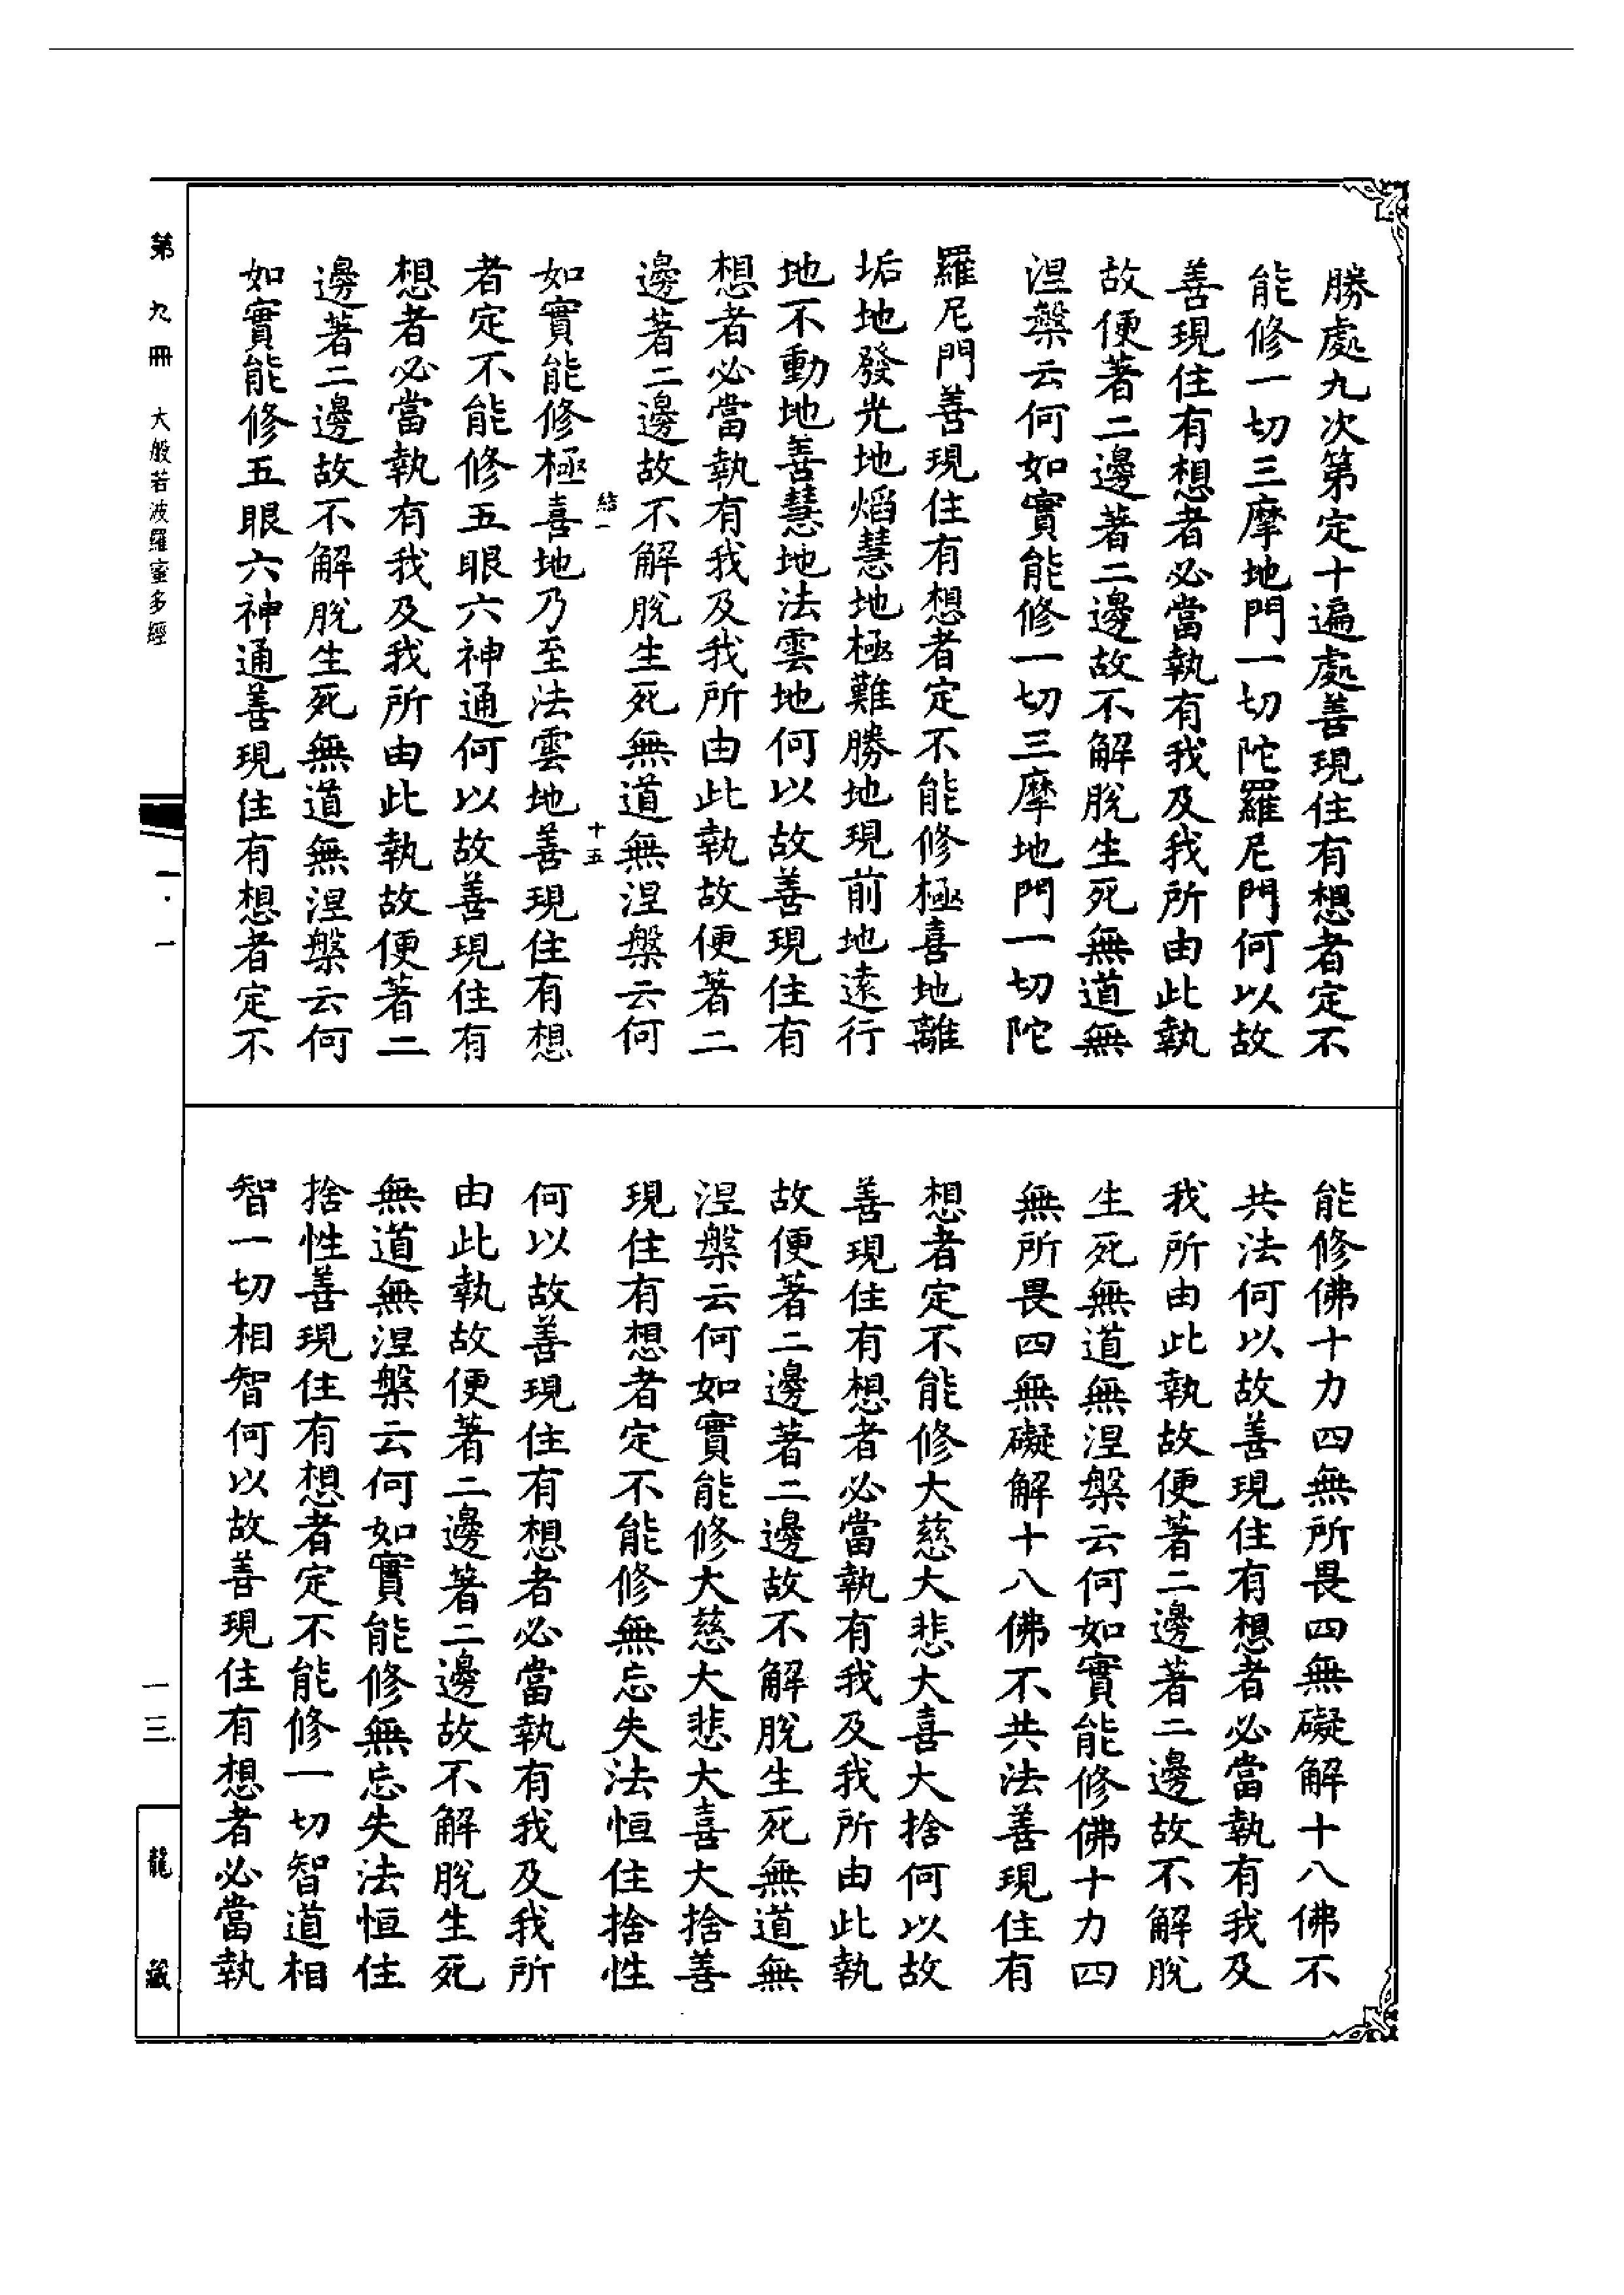 勝處九次第定十遍處善現住有想者定不
能修一切三摩地門一切陀羅尼門何以故
善現住有想者必當執有我及我所由此執
故便著二邊著二邊故不解脫生死無道無
涅槃云何如實能修一切三摩地門一切陀
羅尼門善現住有想者定不能修極喜地離
垢地發光地焰慧地極難勝地現前地遠行
地不動地善慧地法雲地何以故善現住有
想者必當執有我及我所由此執故便著二
邊著二邊故不解脫生死無道無涅槃云何
結一 十五
如實能修極喜地乃至法雲地善現住有想
者定不能修五眼六神通何以故善現住有
想者必當執有我及我所由此執故便著二
邊著二邊故不解脫生死無道無涅槃云何
如實能修五眼六神通善現住有想者定不
能修佛十力四無所畏四無礙解十八佛不
共法何以故善現住有想者必當執有我及
我所由此執故便著二邊著二邊故不解脫
生死無道無涅槃云何如實能修佛十力四
無所畏四無礙解十八佛不共法善現住有
想者定不能修大慈大悲大喜大捨何以故
善現住有想者必當執有我及我所由此執
故便著二邊著二邊故不解脫生死無道無
涅槃云何如實能修大慈大悲大喜大捨善
現住有想者定不能修無忘失法恒住捨性
何以故善現住有想者必當執有我及我所
由此執故便著二邊著二邊故不解脫生死
無道無涅槃云何如實能修無忘失法恒住
捨性善現住有想者定不能修一切智道相
智一切相智何以故善現住有想者必當執
第九冊 大般若波羅蜜多經 一·一 一三 龍藏